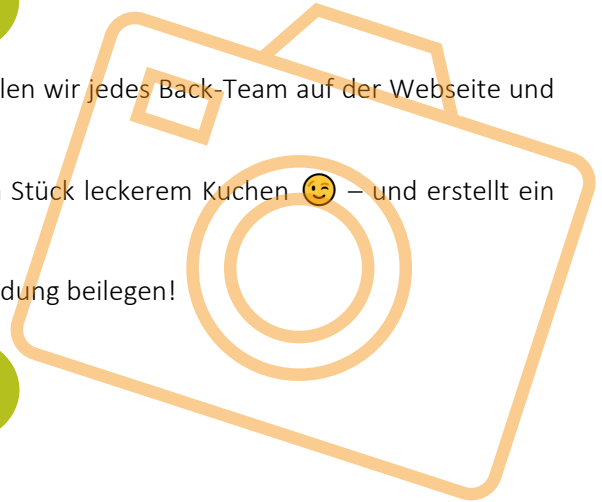 len wir jedes Back-Team auf der Webseite und
Stück leckerem Kuchen 😉 – und erstellt ein
dung beilegen!